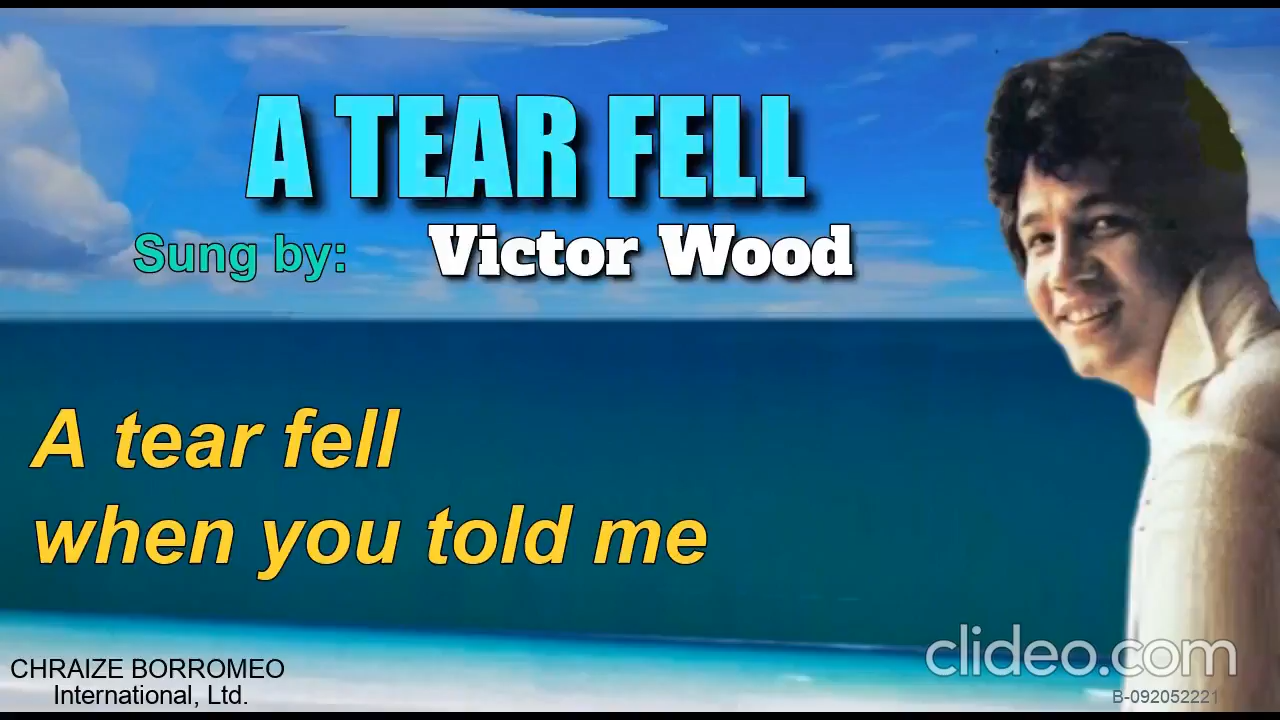 A TEAR FELL
Sung by: Victor Wood
A tear fell
when you told me
clideo.com
CHRAIZE BORROMEO
International, Ltd.
B-092052221